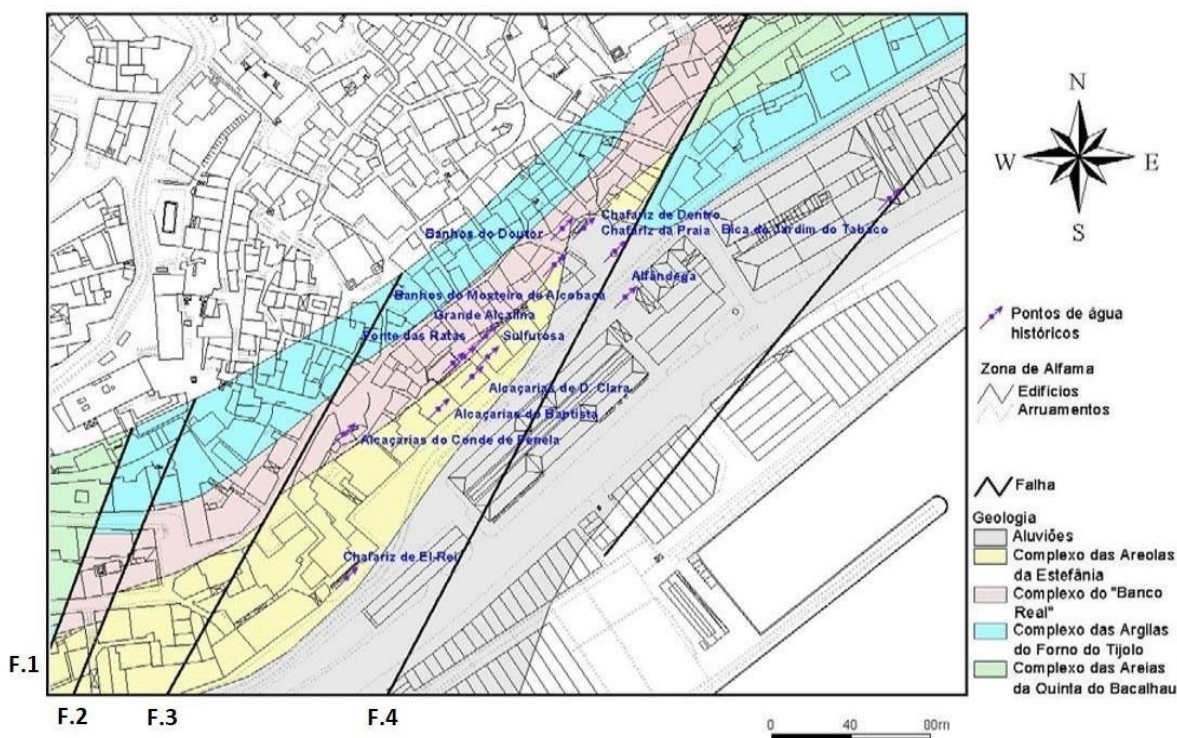 N
W
E
S
Chafariz de Dentro
Banhos do Doutor
Chafariz da Praia
Bica do Jardim do Tabaco
Alfândega
Banhos do Mosteiro de Alcobaça
Grande Alcalina
Fonte das Ratas
Sulfurosa
Alcaçarias de D. Clara
Alcaçarias do Baptista
Alcaçarias do Conde de Penela
Chafariz de El-Rei
F.1
F.2
F.3
F.4
Pontos de água
históricos
Zona de Alfama
Edifícios
Arruamentos
Falha
Geologia
Aluviões
Complexo das Areolas
da Estefânia
Complexo do "Banco
Real"
Complexo das Argilas
do Forno do Tijolo
Complexo das Areias
da Quinta do Bacalhau
0
40
80m